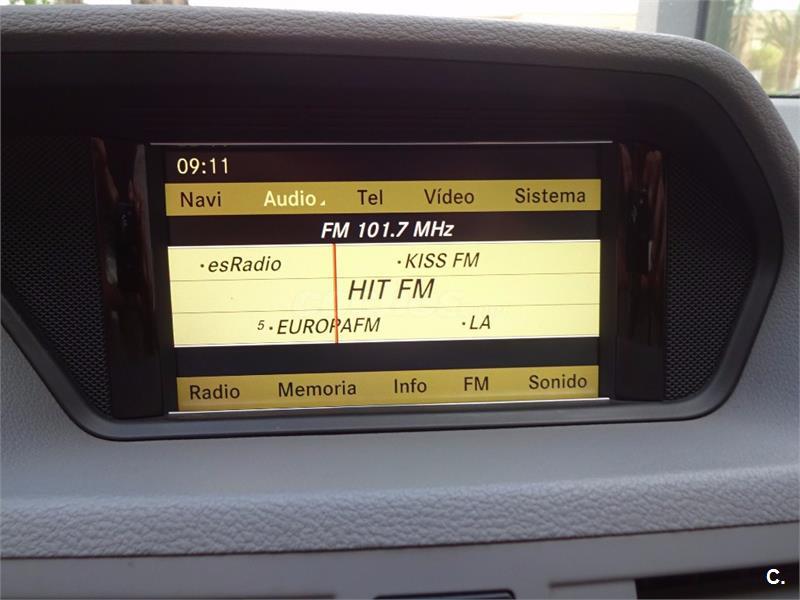 09:11
Navi Audio Tel Vídeo Sistema
FM 101.7 MHz
·esRadio ·KISS FM
HIT FM
5·EUROPAFM ·LA
Radio Memoria Info FM Sonido
C.